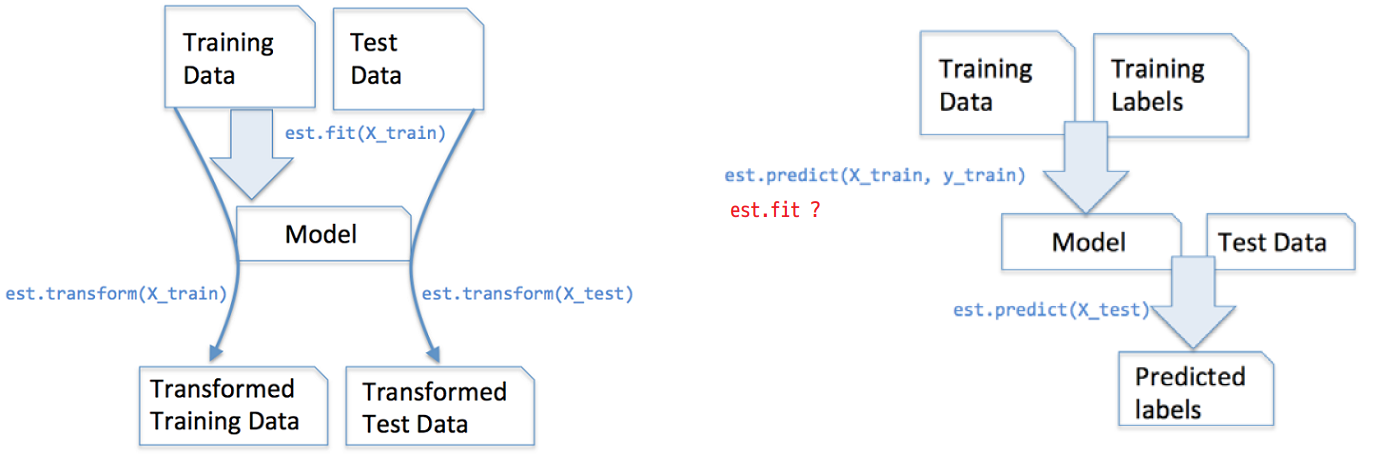 Training
Data
Test
Data
est.fit(X_train)
Model
est.transform(X_train)
est.transform(X_test)
Transformed
Training Data
Transformed
Test Data
Training
Data
Training
Labels
est.predict(X_train, y_train)
est.fit ?
Model
Test Data
est.predict(X_test)
Predicted
labels